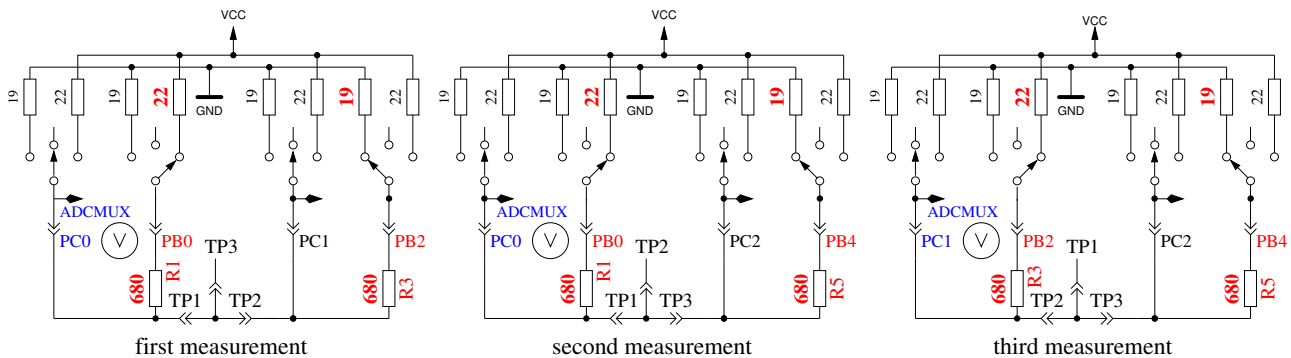 VCC VCC VCC
19 22 19 22 19 22 19 22 19 22 19 22 19 22 19 22 19 22 19 22 19 22 19 22
GND GND GND
ADCMUX ADCMUX ADCMUX
V V V
PC0 PB0 PC1 PB2 PC0 PB0 PC2 PB4 PC1 PB2 PC2 PB4
TP3 TP2 TP1
680 R1 680 R3 680 R1 680 R5 680 R3 680 R5
TP1 TP2 TP1 TP3 TP2 TP3
first measurement second measurement third measurement